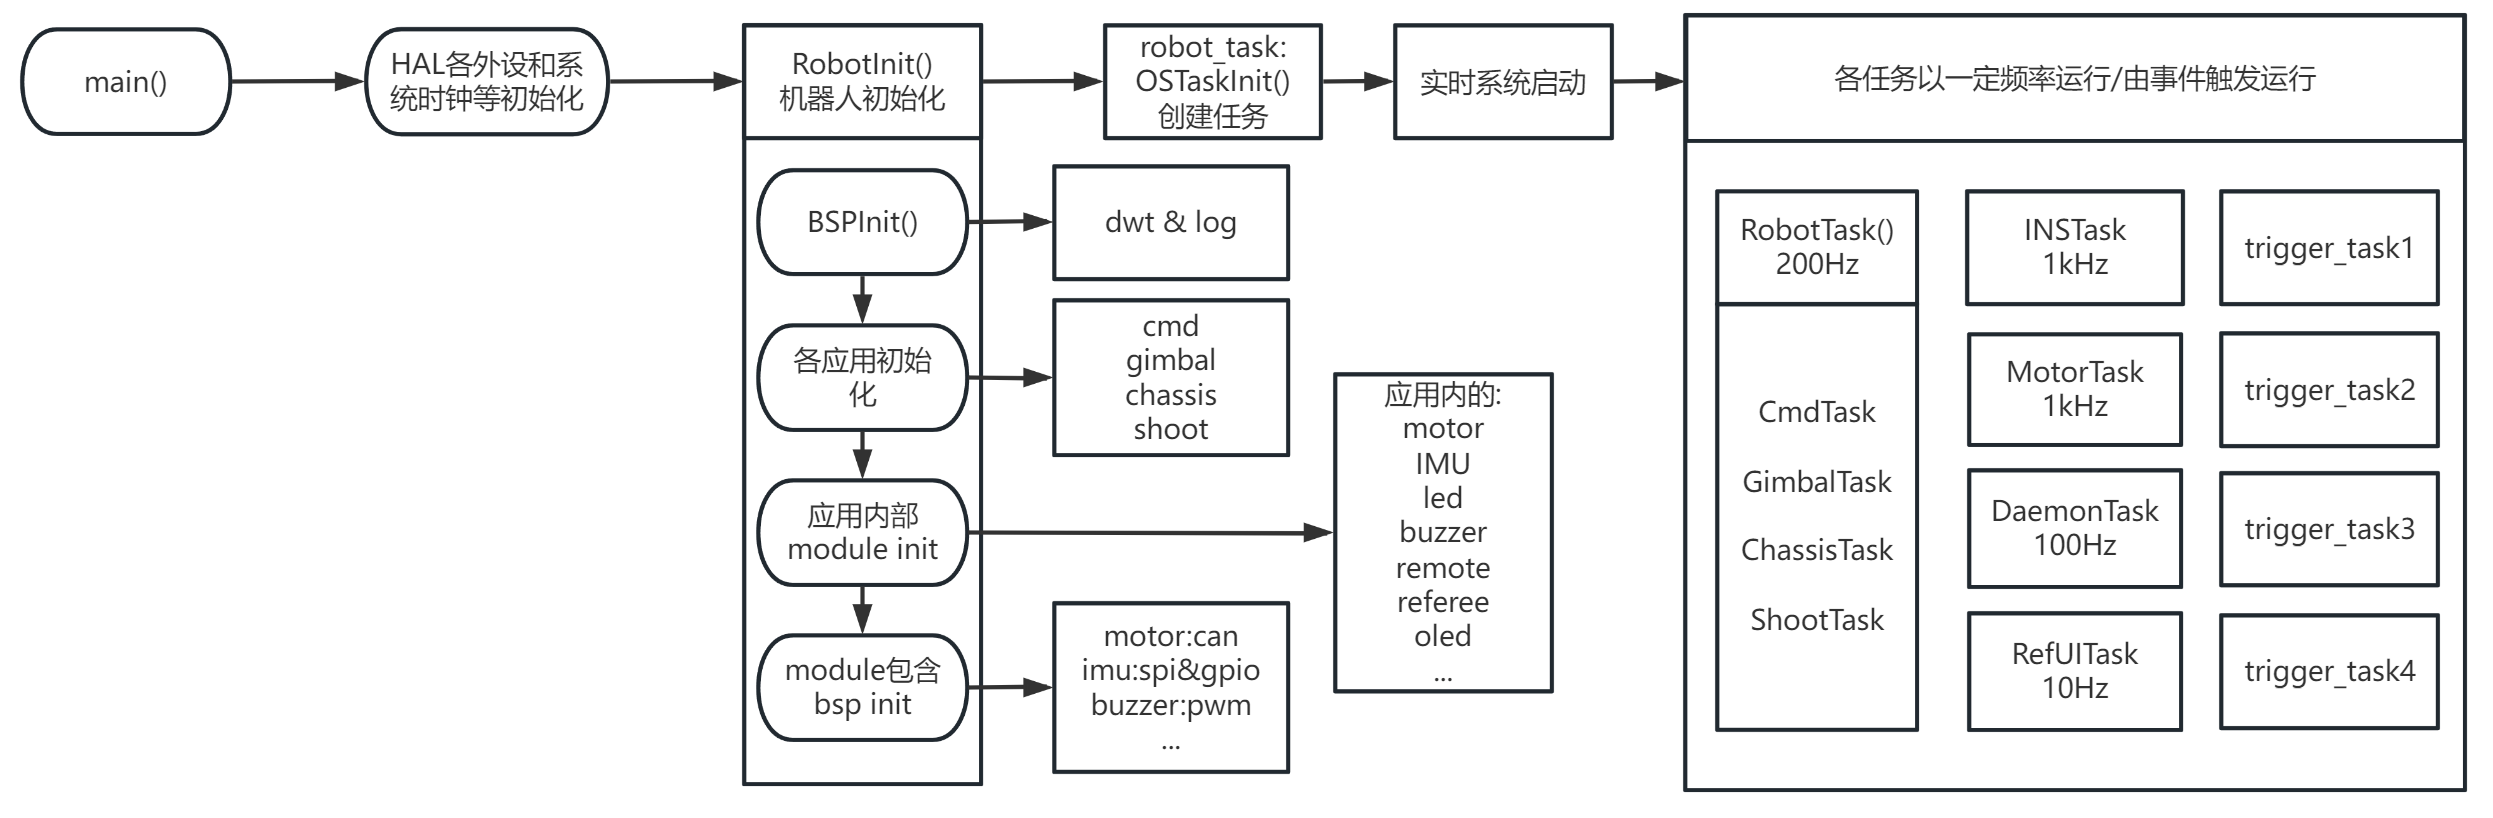 main()
HAL各外设和系
统时钟等初始化
RobotInit()
机器人初始化
robot_task:
OSTaskInit()
创建任务
实时系统启动
各任务以一定频率运行/由事件触发运行
BSPInit()
dwt & log
各应用初始
化
cmd
gimbal
chassis
shoot
应用内部
module init
应用内的:
motor
IMU
led
buzzer
remote
referee
oled
...
module包含
bsp init
motor:can
imu:spi&gpio
buzzer:pwm
...
RobotTask()
200Hz
CmdTask
GimbalTask
ChassisTask
ShootTask
INSTask
1kHz
MotorTask
1kHz
DaemonTask
100Hz
RefUITask
10Hz
trigger_task1
trigger_task2
trigger_task3
trigger_task4